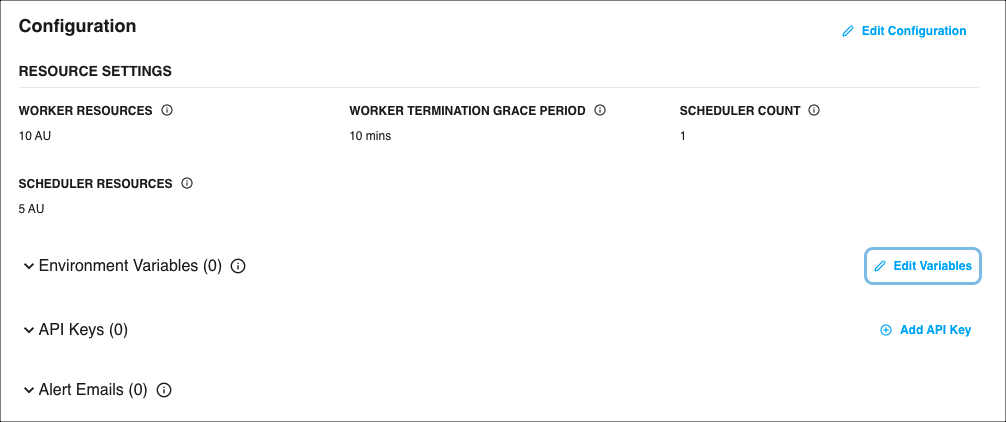 Configuration
Edit Configuration
RESOURCE SETTINGS
WORKER RESOURCES
WORKER TERMINATION GRACE PERIOD
SCHEDULER COUNT
10 AU
10 mins
1
SCHEDULER RESOURCES
5 AU
Environment Variables (0)
Edit Variables
API Keys (0)
Add API Key
Alert Emails (0)